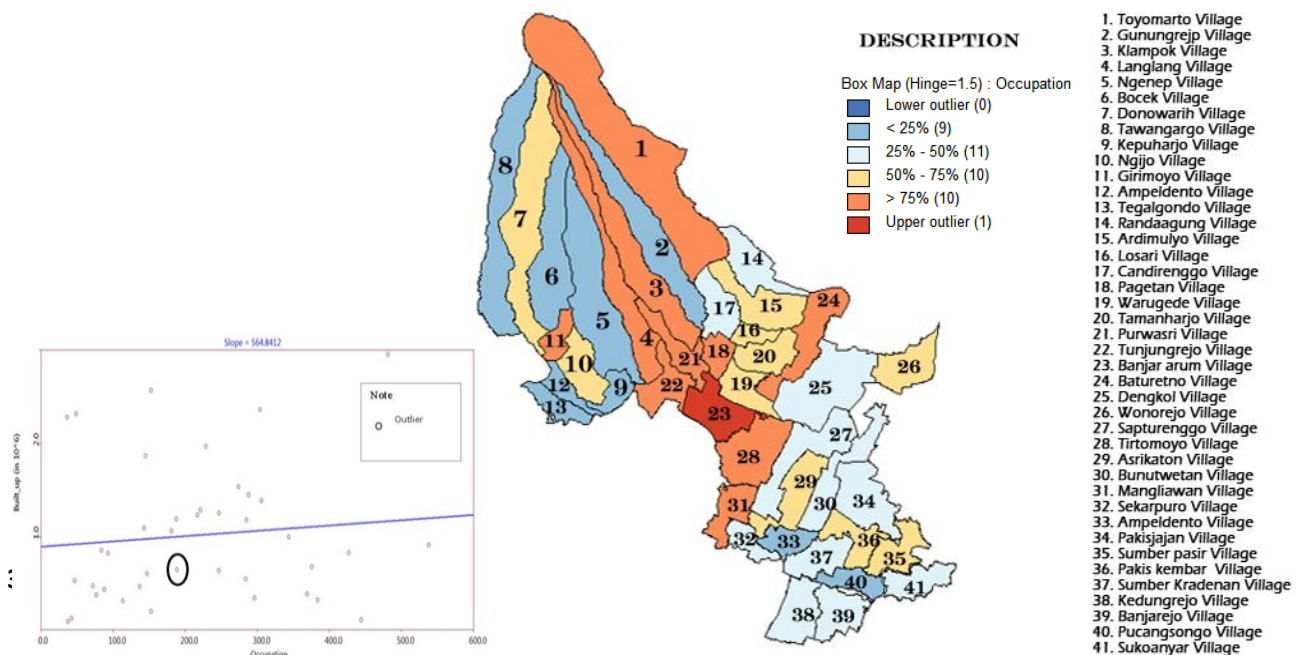 DESCRIPTION
Box Map (Hinge=1.5) : Occupation
Lower outlier (0)
< 25% (9)
25% - 50% (11)
50% - 75% (10)
> 75% (10)
Upper outlier (1)
1. Toyomarto Village
2. Gunungrejp Village
3. Klampok Village
4. Langlang Village
5. Ngenep Village
6. Bocek Village
7. Donowarih Village
8. Tawangargo Village
9. Kepuharjo Village
10. Ngijo Village
11. Girimoyo Village
12. Ampeldento Village
13. Tegalgondo Village
14. Randaagung Village
15. Ardimulyo Village
16. Losari Village
17. Candirenggo Village
18. Pagetan Village
19. Warugede Village
20. Tamanharjo Village
21. Purwasri Village
22. Tunjungrejo Village
23. Banjar arum Village
24. Baturetno Village
25. Dengkol Village
26. Wonorejo Village
27. Sapturenggo Village
28. Tirtomoyo Village
29. Asrikaton Village
30. Bunutwetan Village
31. Mangliawan Village
32. Sekarpuro Village
33. Ampeldento Village
34. Pakisjajan Village
35. Sumber pasir Village
36. Pakis kembar Village
37. Sumber Kradenan Village
38. Kedungrejo Village
39. Banjarejo Village
40. Pucangsongo Village
41. Sukoanyar Village
1
8
2
7
14
6
3
24
15
17
5
16
11
4
18
20
21
26
10
19
25
12
9
22
13
23
27
28
29
30
34
31
32
33
36
35
37
40
41
38
39
Slope = 564.8412
Note
Outlier
Built_up (in 10^6)
2.0
1.0
0.0
100.0
200.0
300.0
400.0
500.0
600.0
Occupation